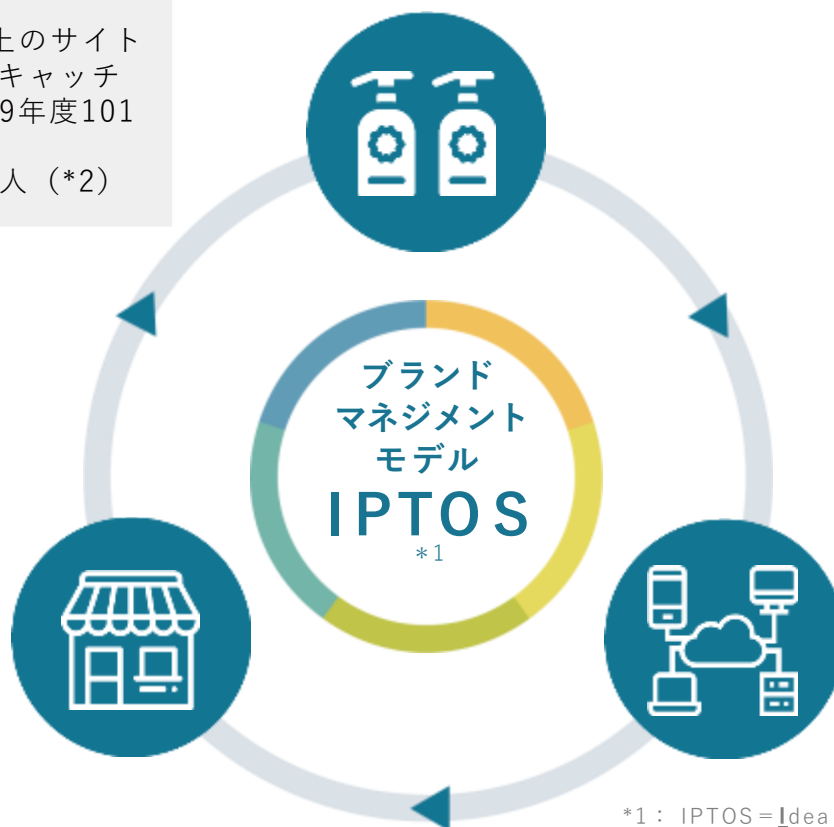 上のサイト
キャッチ
9年度101
人（*2）
ブランド
マネジメント
モデル
IPTOS
*1
*1： IPTOS＝Idea